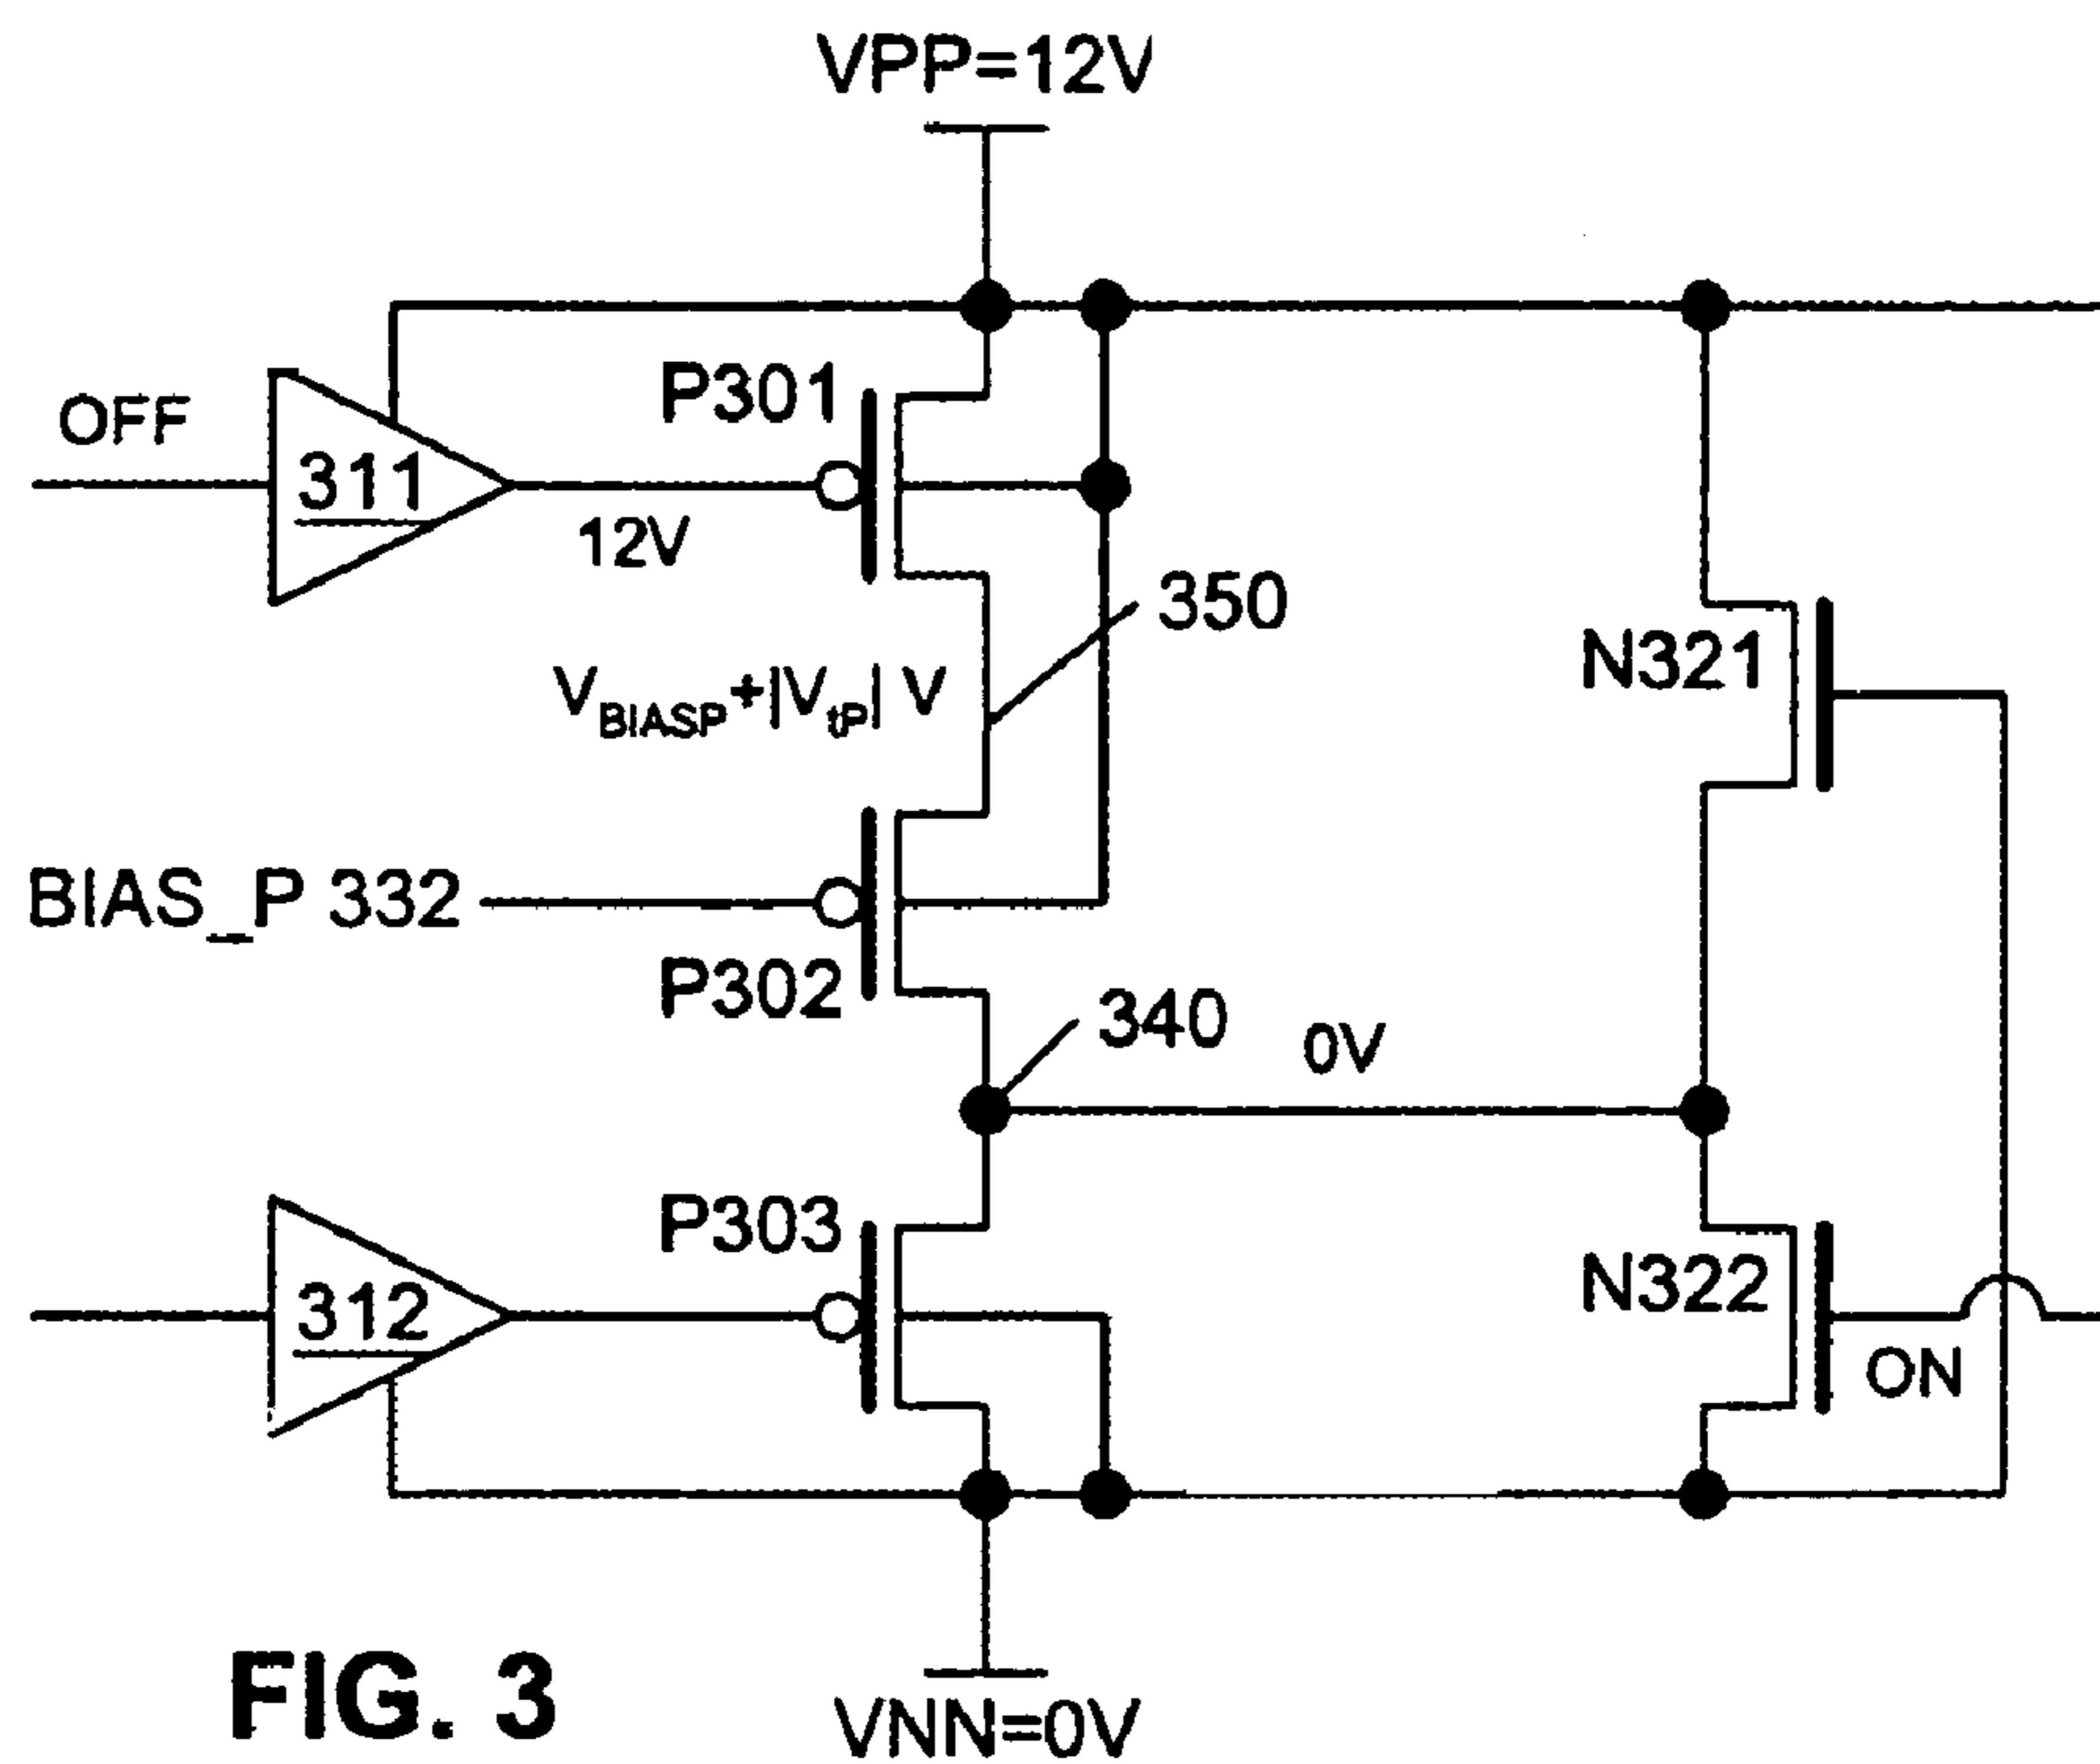 VPP=12V
P301
OFF
311
12V
350
N321
VBIASP+|VtP| V
BIAS_P 332
P302
340
0V
P303
312
N322
ON
FIG. 3
VNN=0V